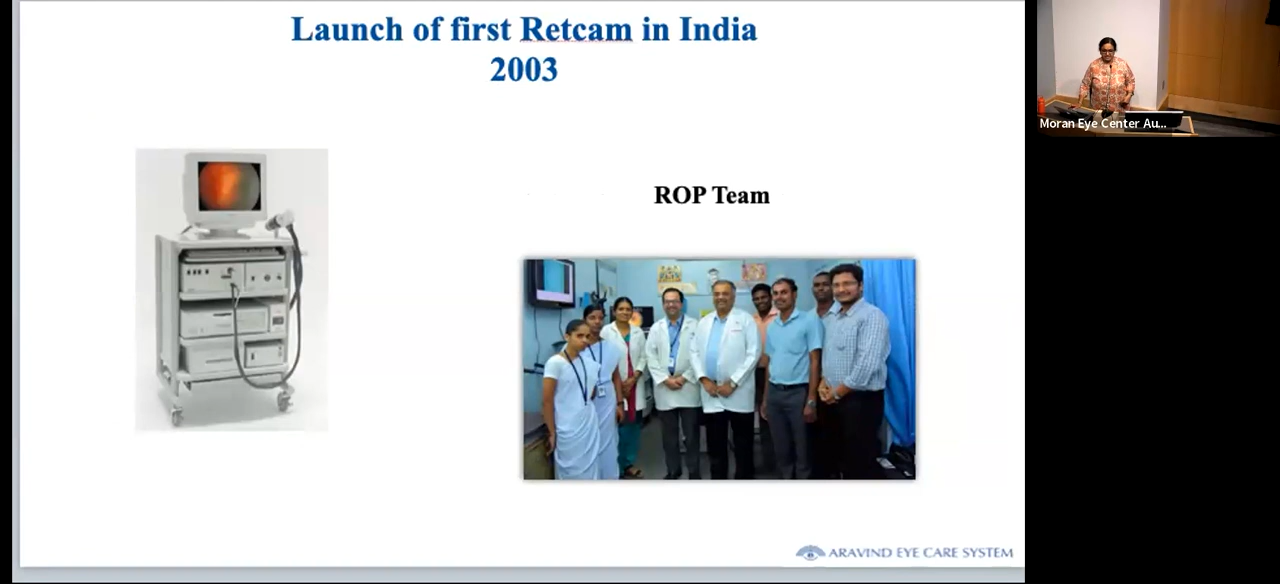 Launch of first Retcam in India
2003
ROP Team
ARAVIND EYE CARE SYSTEM
Moran Eye Center Au...